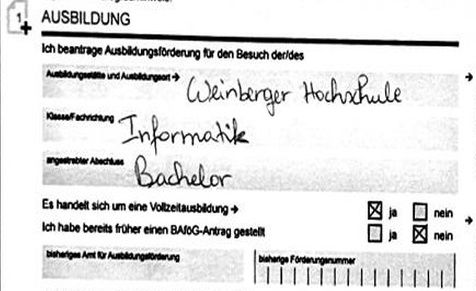 1
AUSBILDUNG
Ich beantrage Ausbildungsförderung für den Besuch der/des
Ausbildungsstätte und Ausbildungsort → Weinberger Hochschule
Klasse/Fachrichtung Informatik
angestrebter Abschluss Bachelor
Es handelt sich um eine Vollzeitausbildung → ☒ ja ☐ nein
Ich habe bereits früher einen BAföG-Antrag gestellt ☐ ja ☒ nein
bisheriges Amt für Ausbildungsförderung bisherige Förderungsnummer